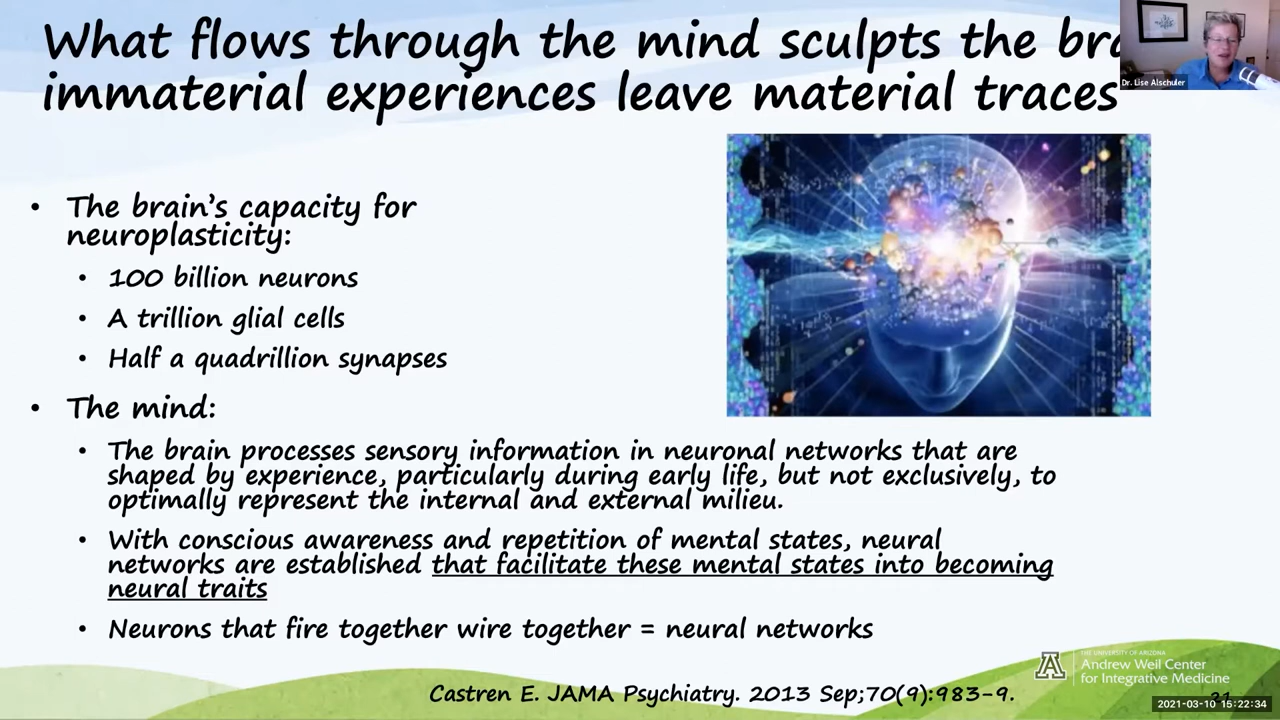 What flows through the mind sculpts the
immaterial experiences leave material traces
Dr. Lise Alschuler
• The brain's capacity for
neuroplasticity:
• 100 billion neurons
• A trillion glial cells
• Half a quadrillion synapses
• The mind:
• The brain processes sensory information in neuronal networks that are
shaped by experience, particularly during early life, but not exclusively, to
optimally represent the internal and external milieu.
• With conscious awareness and repetition of mental states, neural
networks are established that facilitate these mental states into becoming
neural traits
• Neurons that fire together wire together = neural networks
THE UNIVERSITY OF ARIZONA
Andrew Weil Center
for Integrative Medicine
Castren E. JAMA Psychiatry. 2013 Sep;70(9):983-9.
2021-03-10 15:22:34